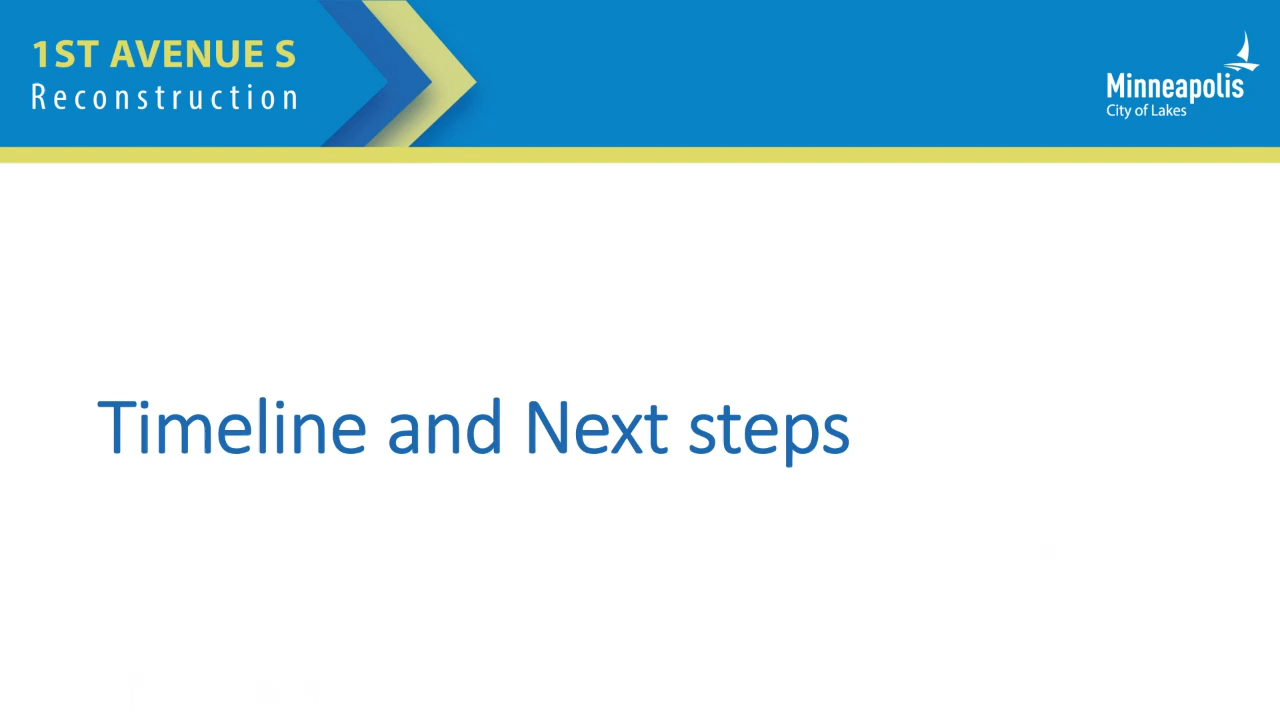 1ST AVENUE S
Reconstruction
Minneapolis
City of Lakes
Timeline and Next steps